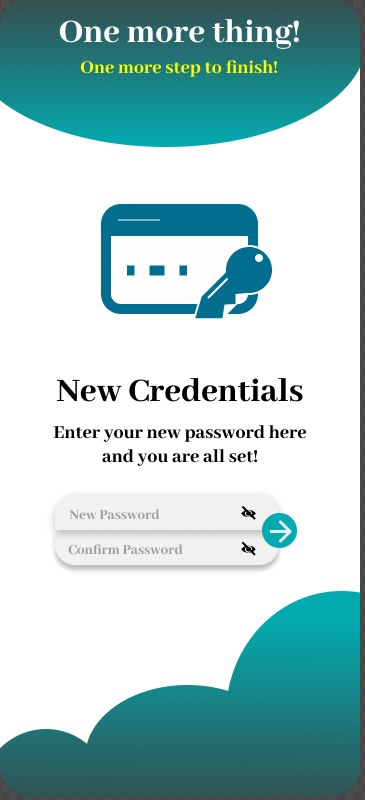 One more thing!
One more step to finish!
New Credentials
Enter your new password here
and you are all set!
New Password
Confirm Password